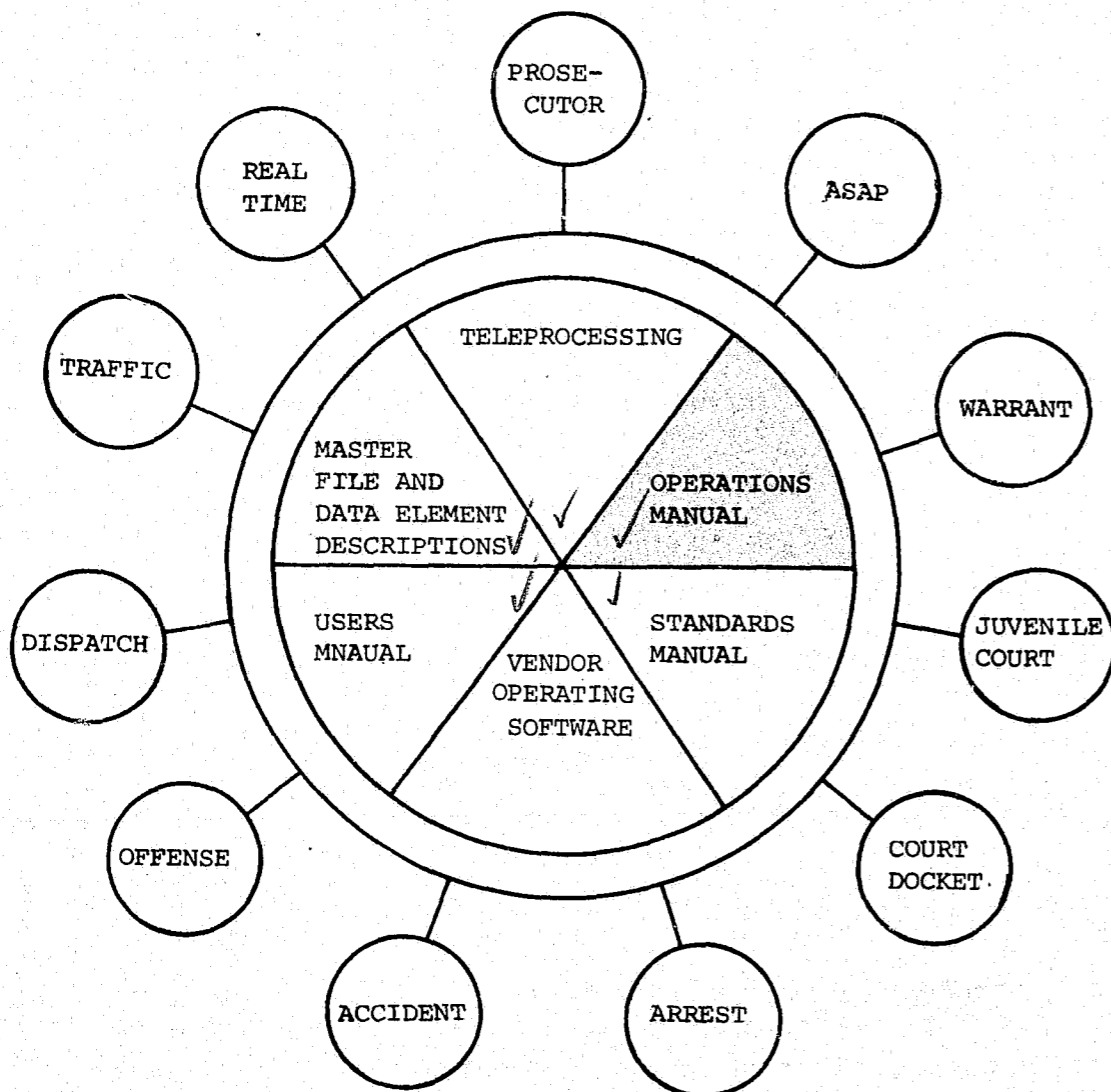 PROSE-
CUTOR
REAL
TIME
ASAP
TELEPROCESSING
TRAFFIC
WARRANT
MASTER
FILE AND
DATA ELEMENT
DESCRIPTIONS
OPERATIONS
MANUAL
USERS
MNAUAL
STANDARDS
MANUAL
DISPATCH
JUVENILE
COURT
VENDOR
OPERATING
SOFTWARE
OFFENSE
COURT
DOCKET
ACCIDENT
ARREST